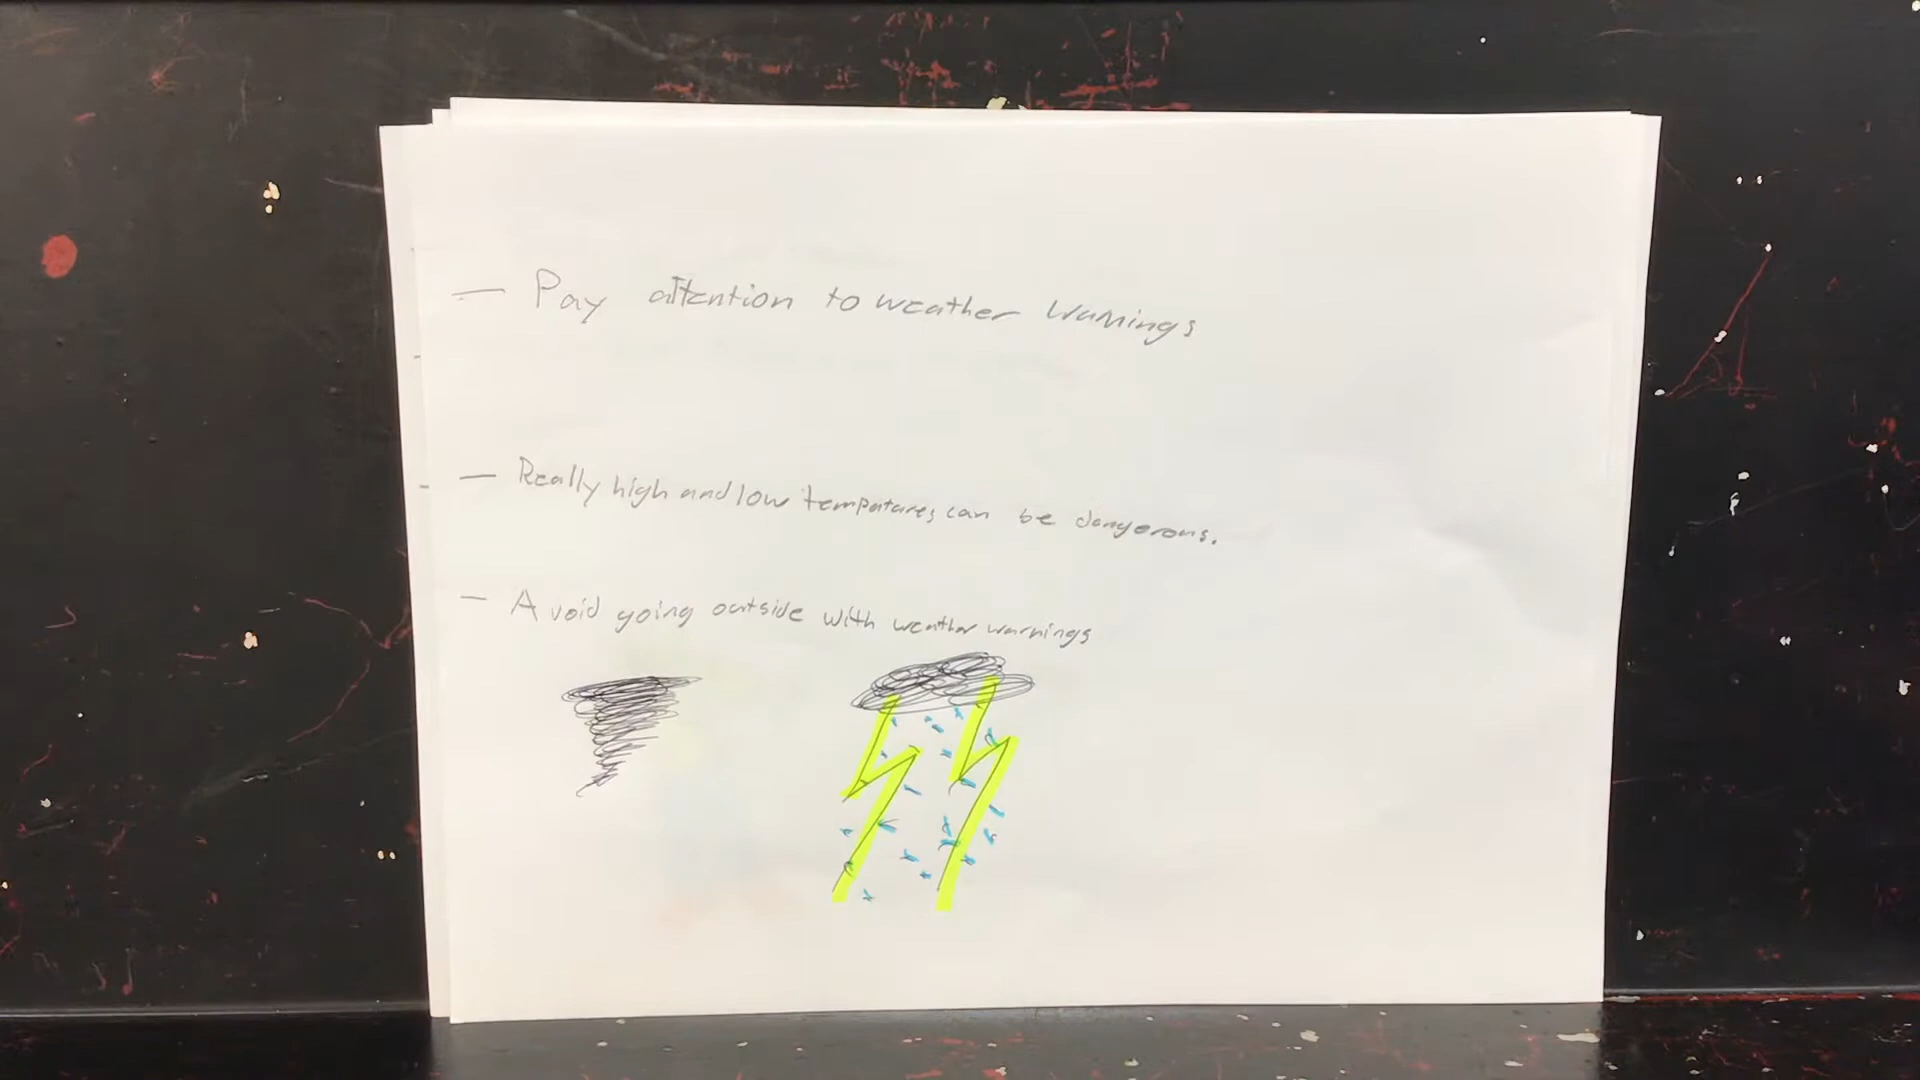 — Pay attention to weather warnings
— Really high and low tempatures can be dangerous.
— Avoid going outside with weather warnings